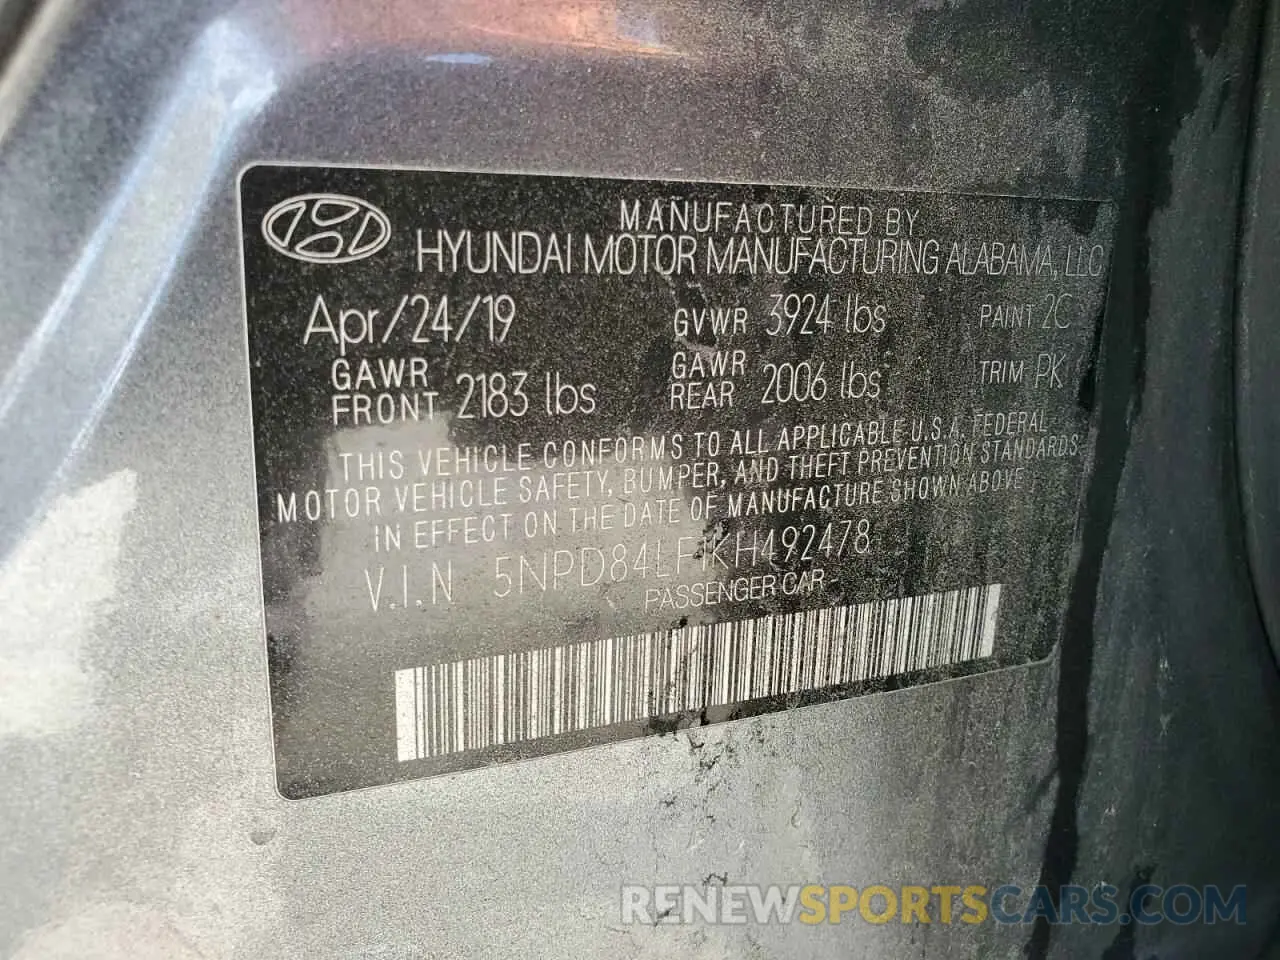 MANUFACTURED BY
HYUNDAI MOTOR MANUFACTURING ALABAMA, LLC
Apr/24/19 GVWR 3924 lbs PAINT 2C
GAWR FRONT 2183 lbs GAWR REAR 2006 lbs TRIM PK
THIS VEHICLE CONFORMS TO ALL APPLICABLE U.S.A. FEDERAL
MOTOR VEHICLE SAFETY, BUMPER, AND THEFT PREVENTION STANDARDS
IN EFFECT ON THE DATE OF MANUFACTURE SHOWN ABOVE
V.I.N 5NPD84LF1KH492478
PASSENGER CAR
RENEWSPORTSCARS.COM